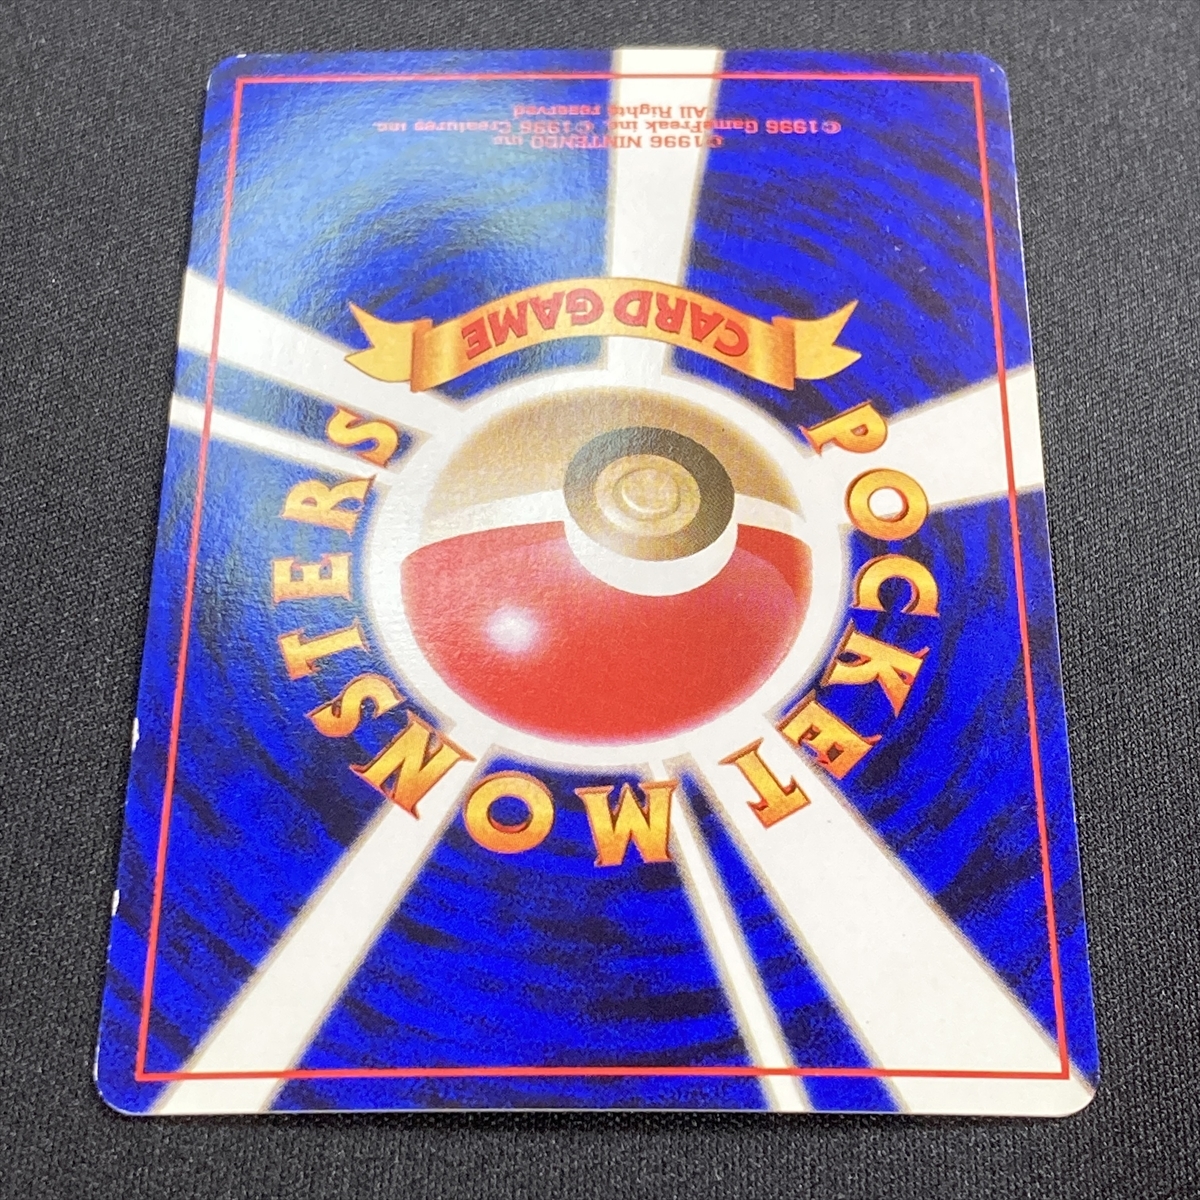 POCKET MONSTERS
CARD GAME
©1996 NINTENDO inc.
©1996 GameFreak inc. ©1996 Creatures inc.
All Rights reserved